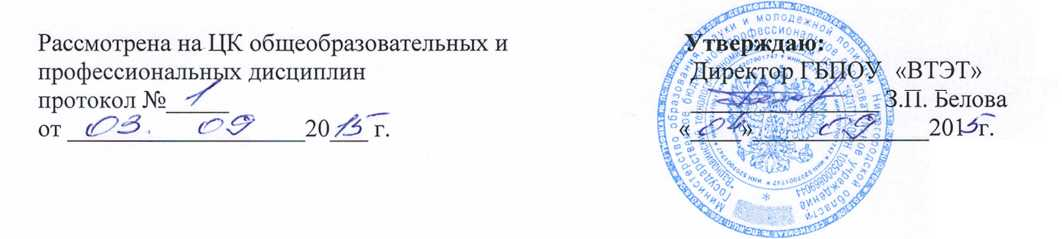 Рассмотрена на ЦК общеобразовательных и
профессиональных дисциплин
протокол № 1
от 03. 09 2015 г.
Утверждаю:
Директор ГБПОУ «ВТЭТ»
З.П. Белова
«04» 09 2015г.